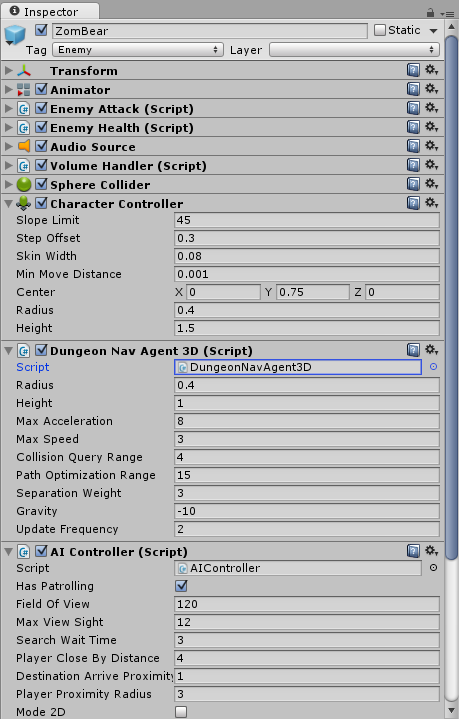 Inspector
ZomBear Static
Tag Enemy Layer
Transform
Animator
Enemy Attack (Script)
Enemy Health (Script)
Audio Source
Volume Handler (Script)
Sphere Collider
Character Controller
Slope Limit 45
Step Offset 0.3
Skin Width 0.08
Min Move Distance 0.001
Center X 0 Y 0.75 Z 0
Radius 0.4
Height 1.5
Dungeon Nav Agent 3D (Script)
Script DungeonNavAgent3D
Radius 0.4
Height 1
Max Acceleration 8
Max Speed 3
Collision Query Range 4
Path Optimization Range 15
Separation Weight 3
Gravity -10
Update Frequency 2
AI Controller (Script)
Script AIController
Has Patrolling
Field Of View 120
Max View Sight 12
Search Wait Time 3
Player Close By Distance 4
Destination Arrive Proximity 1
Player Proximity Radius 3
Mode 2D